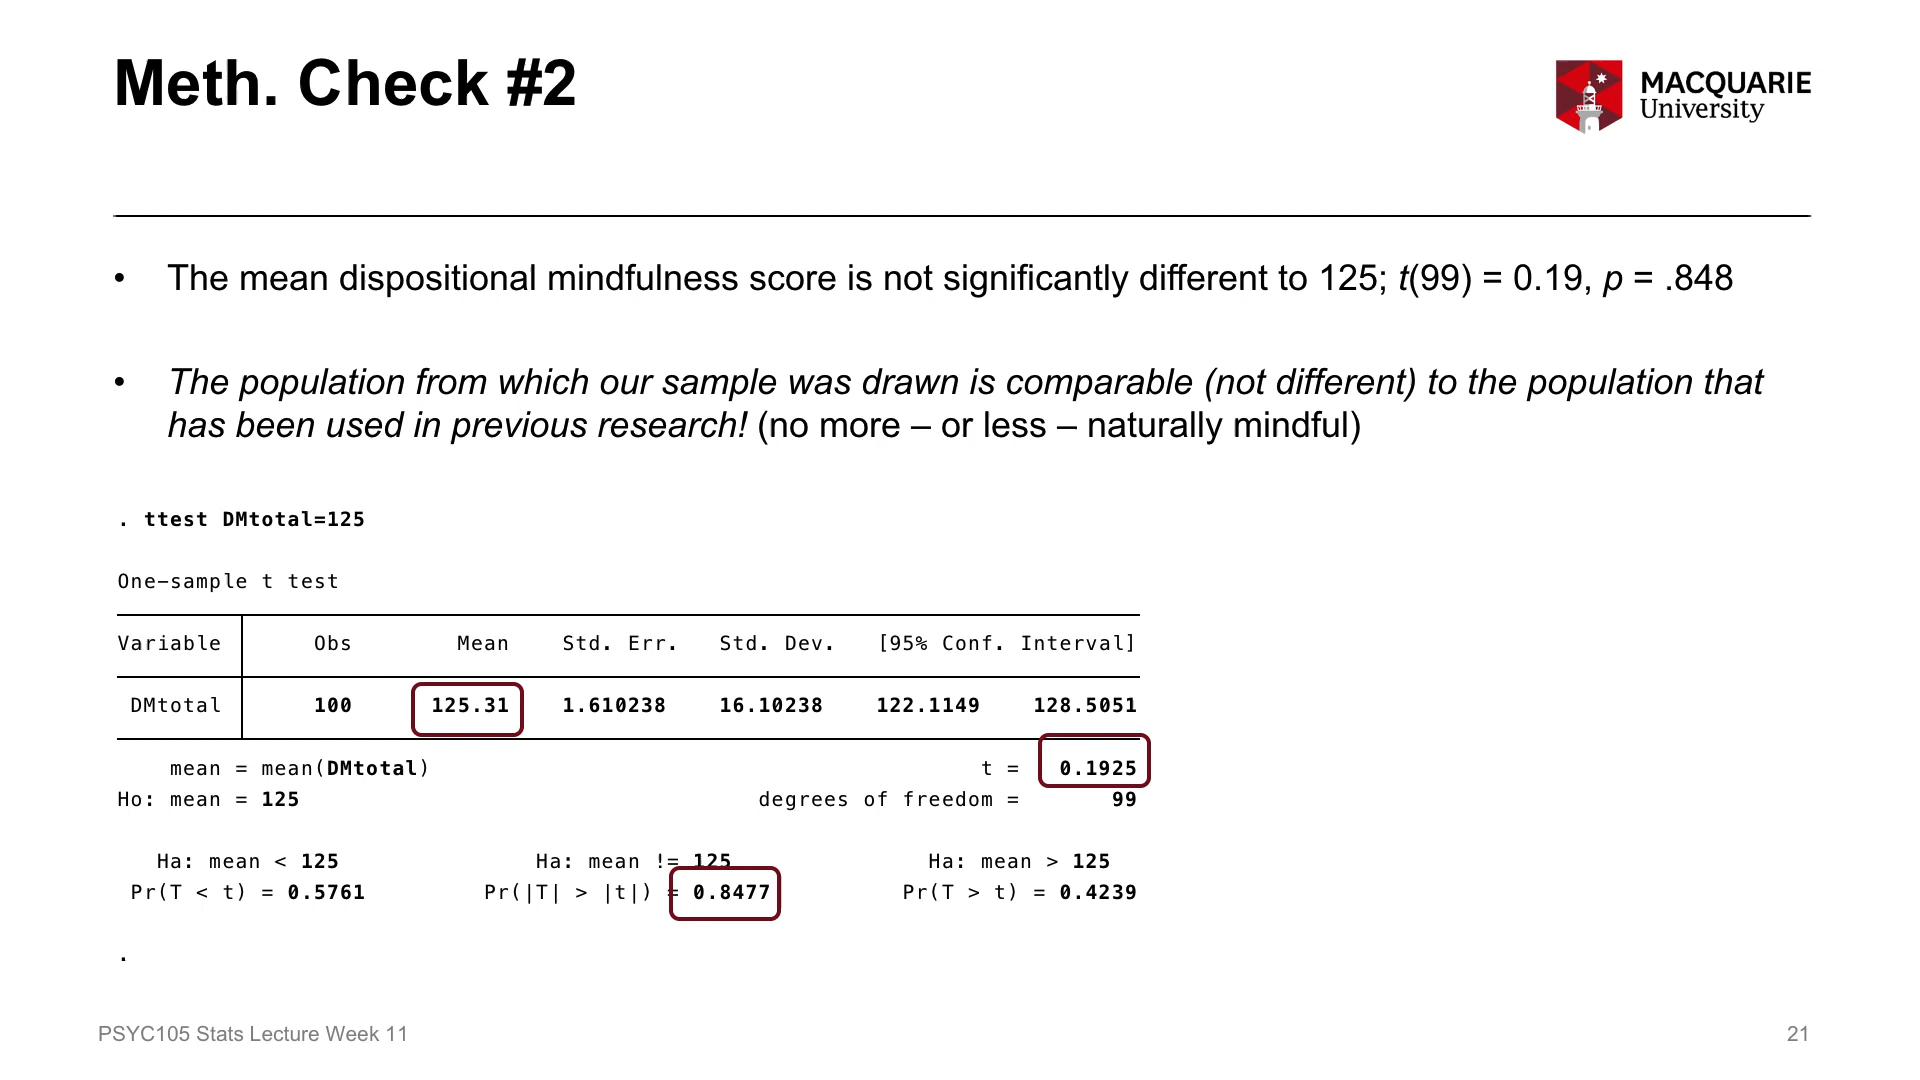 Meth. Check #2
MACQUARIE
University
• The mean dispositional mindfulness score is not significantly different to 125; t(99) = 0.19, p = .848
• The population from which our sample was drawn is comparable (not different) to the population that
has been used in previous research! (no more – or less – naturally mindful)
. ttest DMtotal=125
One-sample t test
Variable Obs Mean Std. Err. Std. Dev. [95% Conf. Interval]
DMtotal 100 125.31 1.610238 16.10238 122.1149 128.5051
mean = mean(DMtotal) t = 0.1925
Ho: mean = 125 degrees of freedom = 99
Ha: mean < 125 Ha: mean != 125 Ha: mean > 125
Pr(T < t) = 0.5761 Pr(|T| > |t|) = 0.8477 Pr(T > t) = 0.4239
.
PSYC105 Stats Lecture Week 11 21